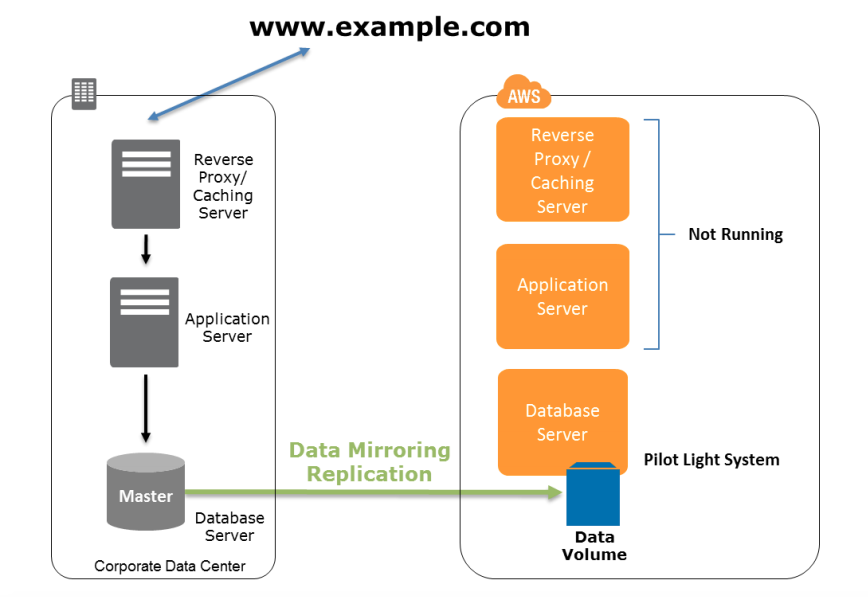 www.example.com
AWS
Reverse
Proxy/
Caching
Server
Application
Server
Master
Database
Server
Corporate Data Center
Data Mirroring
Replication
Reverse
Proxy /
Caching
Server
Application
Server
Not Running
Database
Server
Pilot Light System
Data
Volume